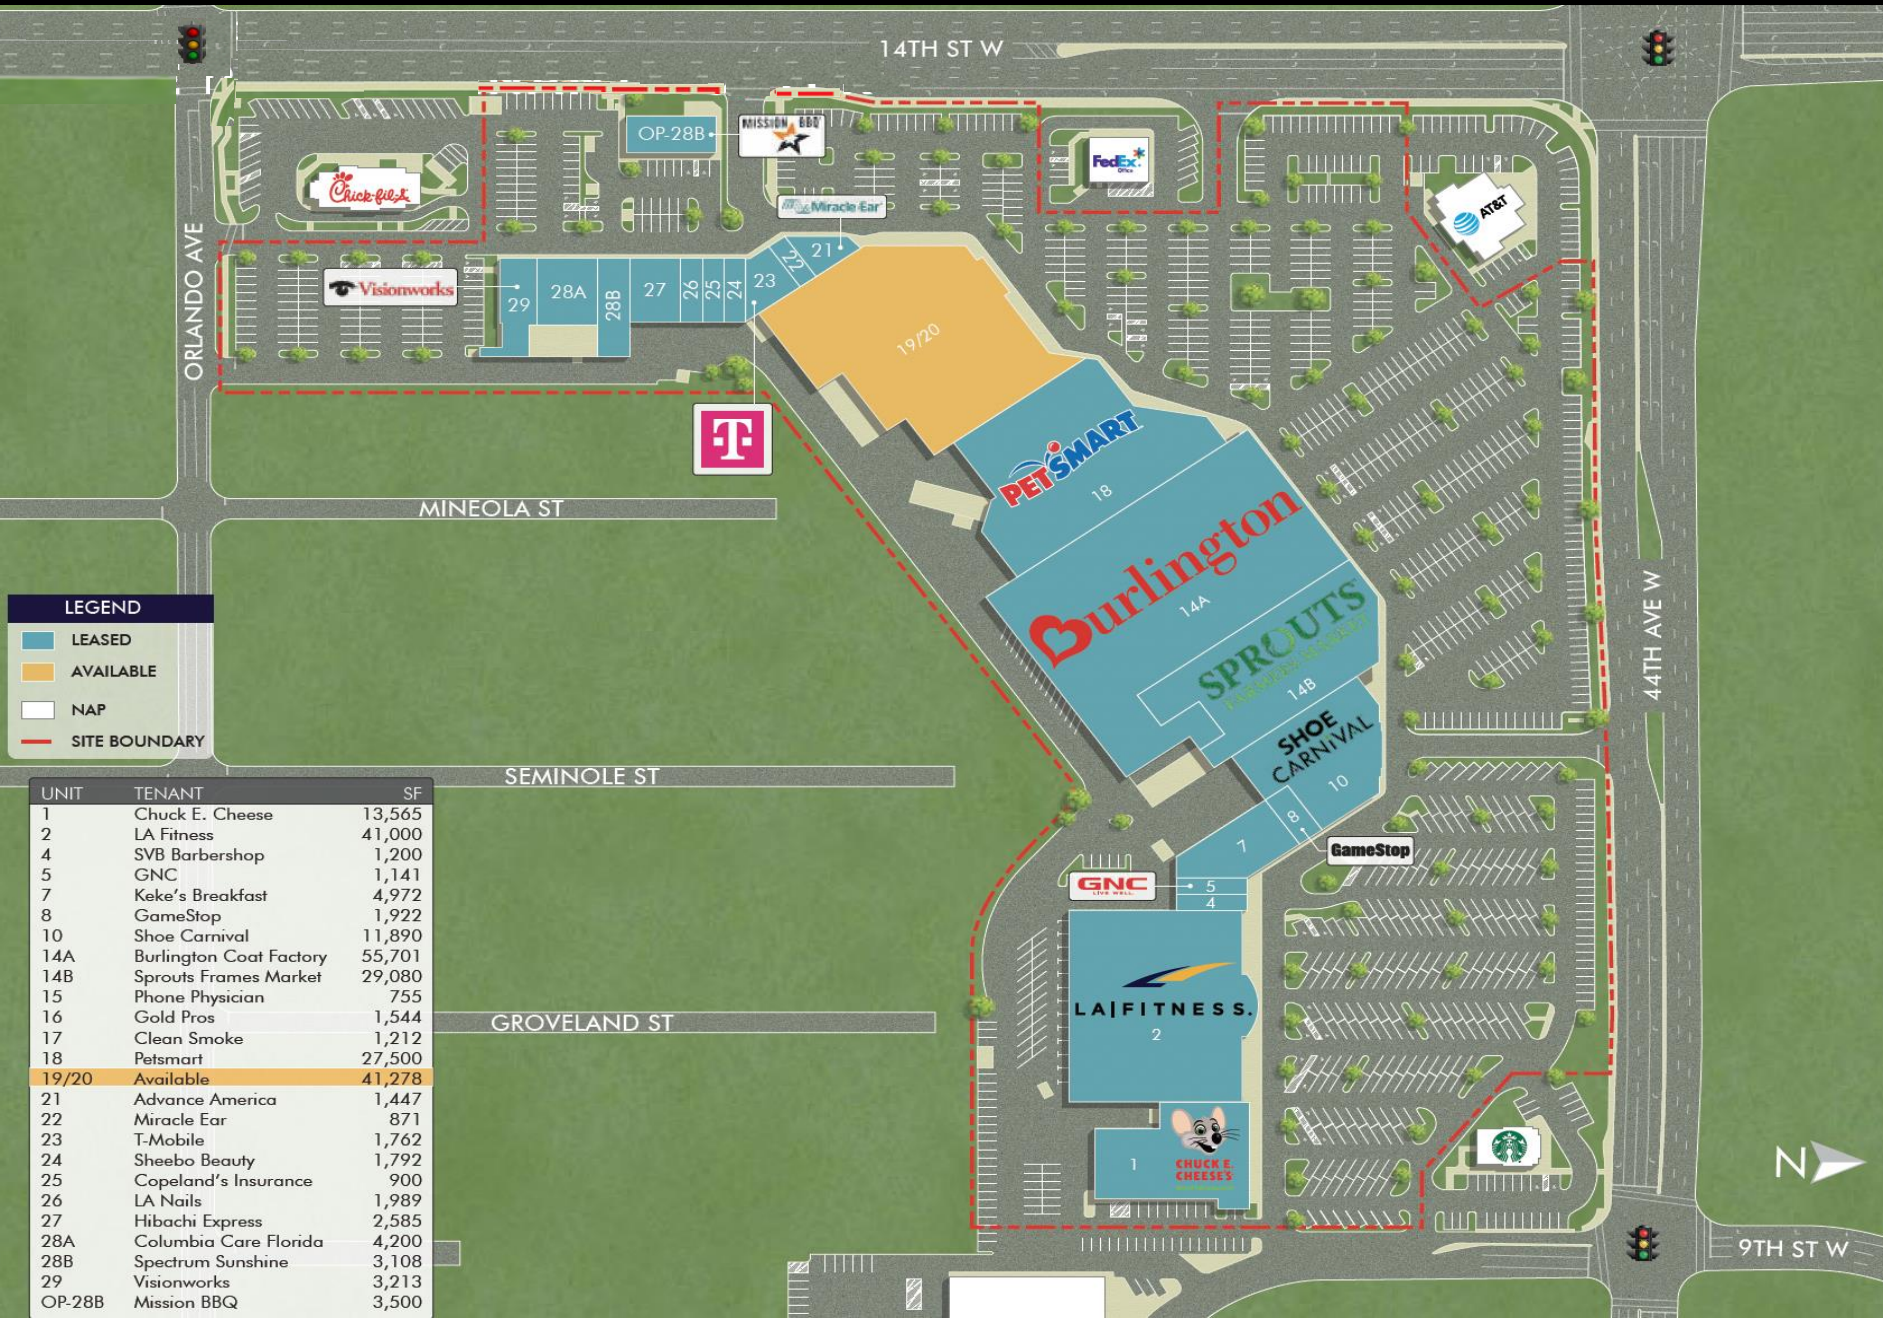 14TH ST W
OP-28B
MISSION BBQ
FedEx
Office
Chick-fil-A
AT&T
Miracle Ear
ORLANDO AVE
Visionworks
29
28A
28B
27
26
25
24
23
22
21
19/20
T
PETSMART
18
MINEOLA ST
Burlington
14A
SPROUTS
FARMERS MARKET
14B
44TH AVE W
LEGEND
LEASED
AVAILABLE
NAP
SITE BOUNDARY
SHOE
CARNIVAL
10
SEMINOLE ST
8
7
GameStop
GNC
LIVE WELL
5
4
LA|FITNESS.
2
GROVELAND ST
1
CHUCK E.
CHEESE'S
N
9TH ST W
UNIT TENANT SF
1 Chuck E. Cheese 13,565
2 LA Fitness 41,000
4 SVB Barbershop 1,200
5 GNC 1,141
7 Keke's Breakfast 4,972
8 GameStop 1,922
10 Shoe Carnival 11,890
14A Burlington Coat Factory 55,701
14B Sprouts Frames Market 29,080
15 Phone Physician 755
16 Gold Pros 1,544
17 Clean Smoke 1,212
18 Petsmart 27,500
19/20 Available 41,278
21 Advance America 1,447
22 Miracle Ear 871
23 T-Mobile 1,762
24 Sheebo Beauty 1,792
25 Copeland's Insurance 900
26 LA Nails 1,989
27 Hibachi Express 2,585
28A Columbia Care Florida 4,200
28B Spectrum Sunshine 3,108
29 Visionworks 3,213
OP-28B Mission BBQ 3,500